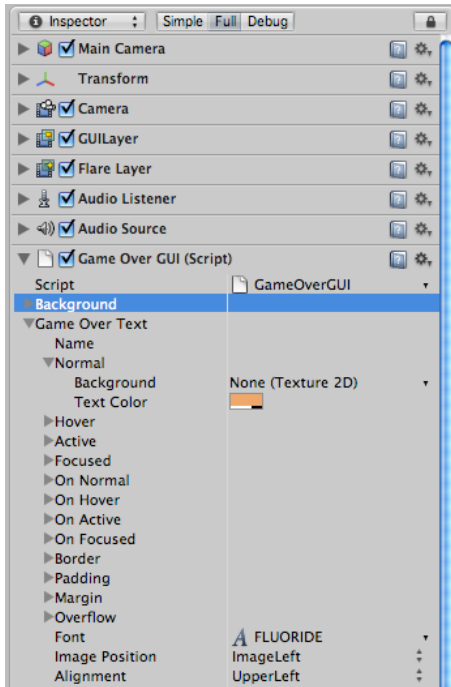 Inspector Simple Full Debug
Main Camera
Transform
Camera
GUILayer
Flare Layer
Audio Listener
Audio Source
Game Over GUI (Script)
Script GameOverGUI
Background
Game Over Text
Name
Normal
Background None (Texture 2D)
Text Color
Hover
Active
Focused
On Normal
On Hover
On Active
On Focused
Border
Padding
Margin
Overflow
Font FLUORIDE
Image Position ImageLeft
Alignment UpperLeft